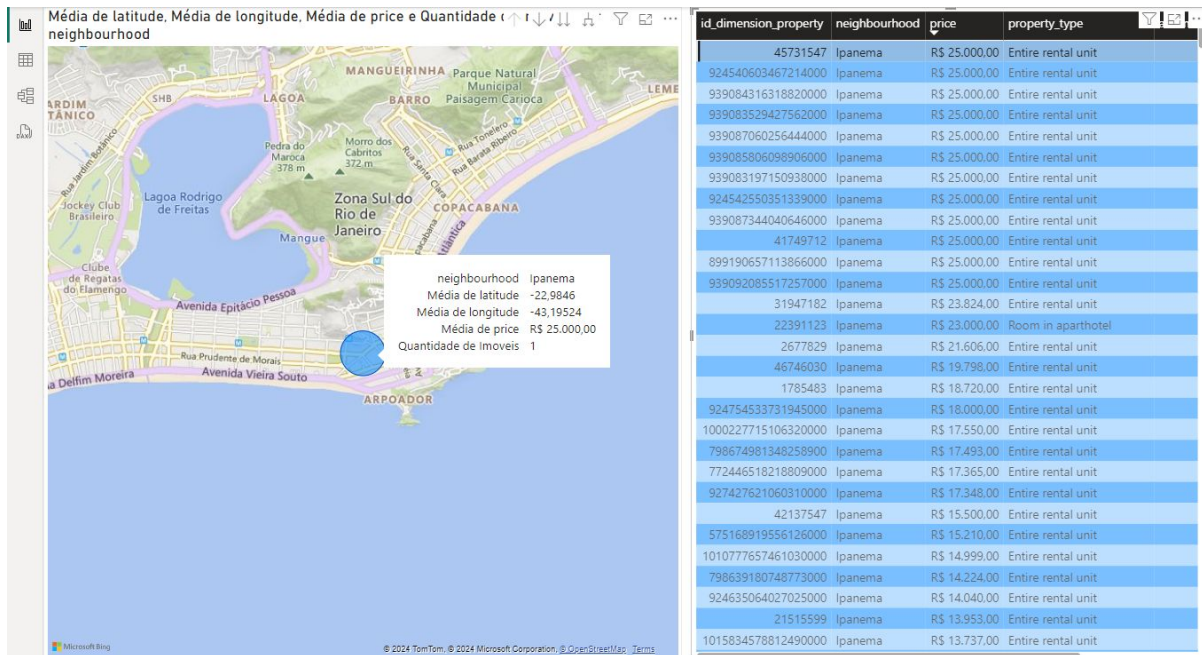 Média de latitude, Média de longitude, Média de price e Quantidade
neighbourhood
MANGUEIRINHA
Parque Natural
Municipal
Paisagem Carioca
LEME
SHB
LAGOA
BARRO
ARDIM
TÂNICO
Rua Tonelero
Rua Barata Ribeiro
Rua Jardim Botânico
Pedra do
Maroca
378 m
Morro dos
Cabritos
372 m
Rua Santa Clara
Jockey Club
Brasileiro
Lagoa Rodrigo
de Freitas
Zona Sul do
Rio de
Janeiro
COPACABANA
Mangue
Clube
de Regatas
do Flamengo
Avenida Epitácio Pessoa
neighbourhood Ipanema
Média de latitude -22,9846
Média de longitude -43,19524
Média de price R$ 25.000,00
Quantidade de Imoveis 1
Rua Prudente de Morais
Avenida Vieira Souto
a Delfim Moreira
ARPOADOR
Microsoft Bing
© 2024 TomTom, © 2024 Microsoft Corporation, © OpenStreetMap Terms
id_dimension_property neighbourhood price property_type
45731547 Ipanema R$ 25.000,00 Entire rental unit
924540603467214000 Ipanema R$ 25.000,00 Entire rental unit
939084316318820000 Ipanema R$ 25.000,00 Entire rental unit
939083529427562000 Ipanema R$ 25.000,00 Entire rental unit
939087060256444000 Ipanema R$ 25.000,00 Entire rental unit
939085806098906000 Ipanema R$ 25.000,00 Entire rental unit
939083197150938000 Ipanema R$ 25.000,00 Entire rental unit
924542550351339000 Ipanema R$ 25.000,00 Entire rental unit
939087344040646000 Ipanema R$ 25.000,00 Entire rental unit
41749712 Ipanema R$ 25.000,00 Entire rental unit
899190657113866000 Ipanema R$ 25.000,00 Entire rental unit
939092085517257000 Ipanema R$ 25.000,00 Entire rental unit
31947182 Ipanema R$ 23.824,00 Entire rental unit
22391123 Ipanema R$ 23.000,00 Room in aparthotel
2677829 Ipanema R$ 21.606,00 Entire rental unit
46746030 Ipanema R$ 19.798,00 Entire rental unit
1785483 Ipanema R$ 18.720,00 Entire rental unit
924754533731945000 Ipanema R$ 18.000,00 Entire rental unit
1000227715106320000 Ipanema R$ 17.550,00 Entire rental unit
798674981348258900 Ipanema R$ 17.493,00 Entire rental unit
772446518218809000 Ipanema R$ 17.365,00 Entire rental unit
927427621060310000 Ipanema R$ 17.348,00 Entire rental unit
42137547 Ipanema R$ 15.500,00 Entire rental unit
575168919556126000 Ipanema R$ 15.210,00 Entire rental unit
1010777657461030000 Ipanema R$ 14.999,00 Entire rental unit
798639180748773000 Ipanema R$ 14.224,00 Entire rental unit
924635064027025000 Ipanema R$ 14.040,00 Entire rental unit
21515599 Ipanema R$ 13.953,00 Entire rental unit
1015834578812490000 Ipanema R$ 13.737,00 Entire rental unit